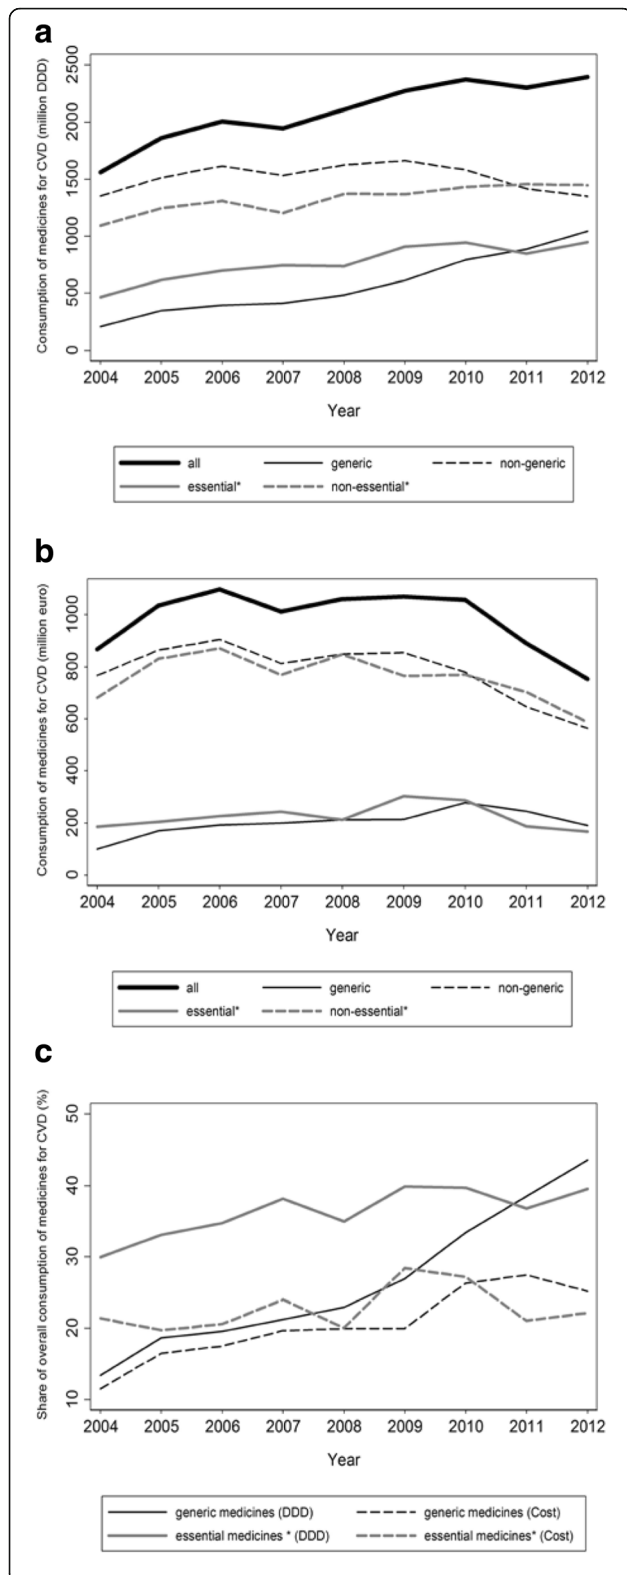 a
Consumption of medicines for CVD (million DDD)
2500
2000
1500
1000
500
0
2004 2005 2006 2007 2008 2009 2010 2011 2012
Year
all generic non-generic
essential* non-essential*
b
Consumption of medicines for CVD (million euro)
1000
800
600
400
200
0
2004 2005 2006 2007 2008 2009 2010 2011 2012
Year
all generic non-generic
essential* non-essential*
c
Share of overall consumption of medicines for CVD (%)
50
40
30
20
10
2004 2005 2006 2007 2008 2009 2010 2011 2012
Year
generic medicines (DDD) generic medicines (Cost)
essential medicines * (DDD) essential medicines* (Cost)